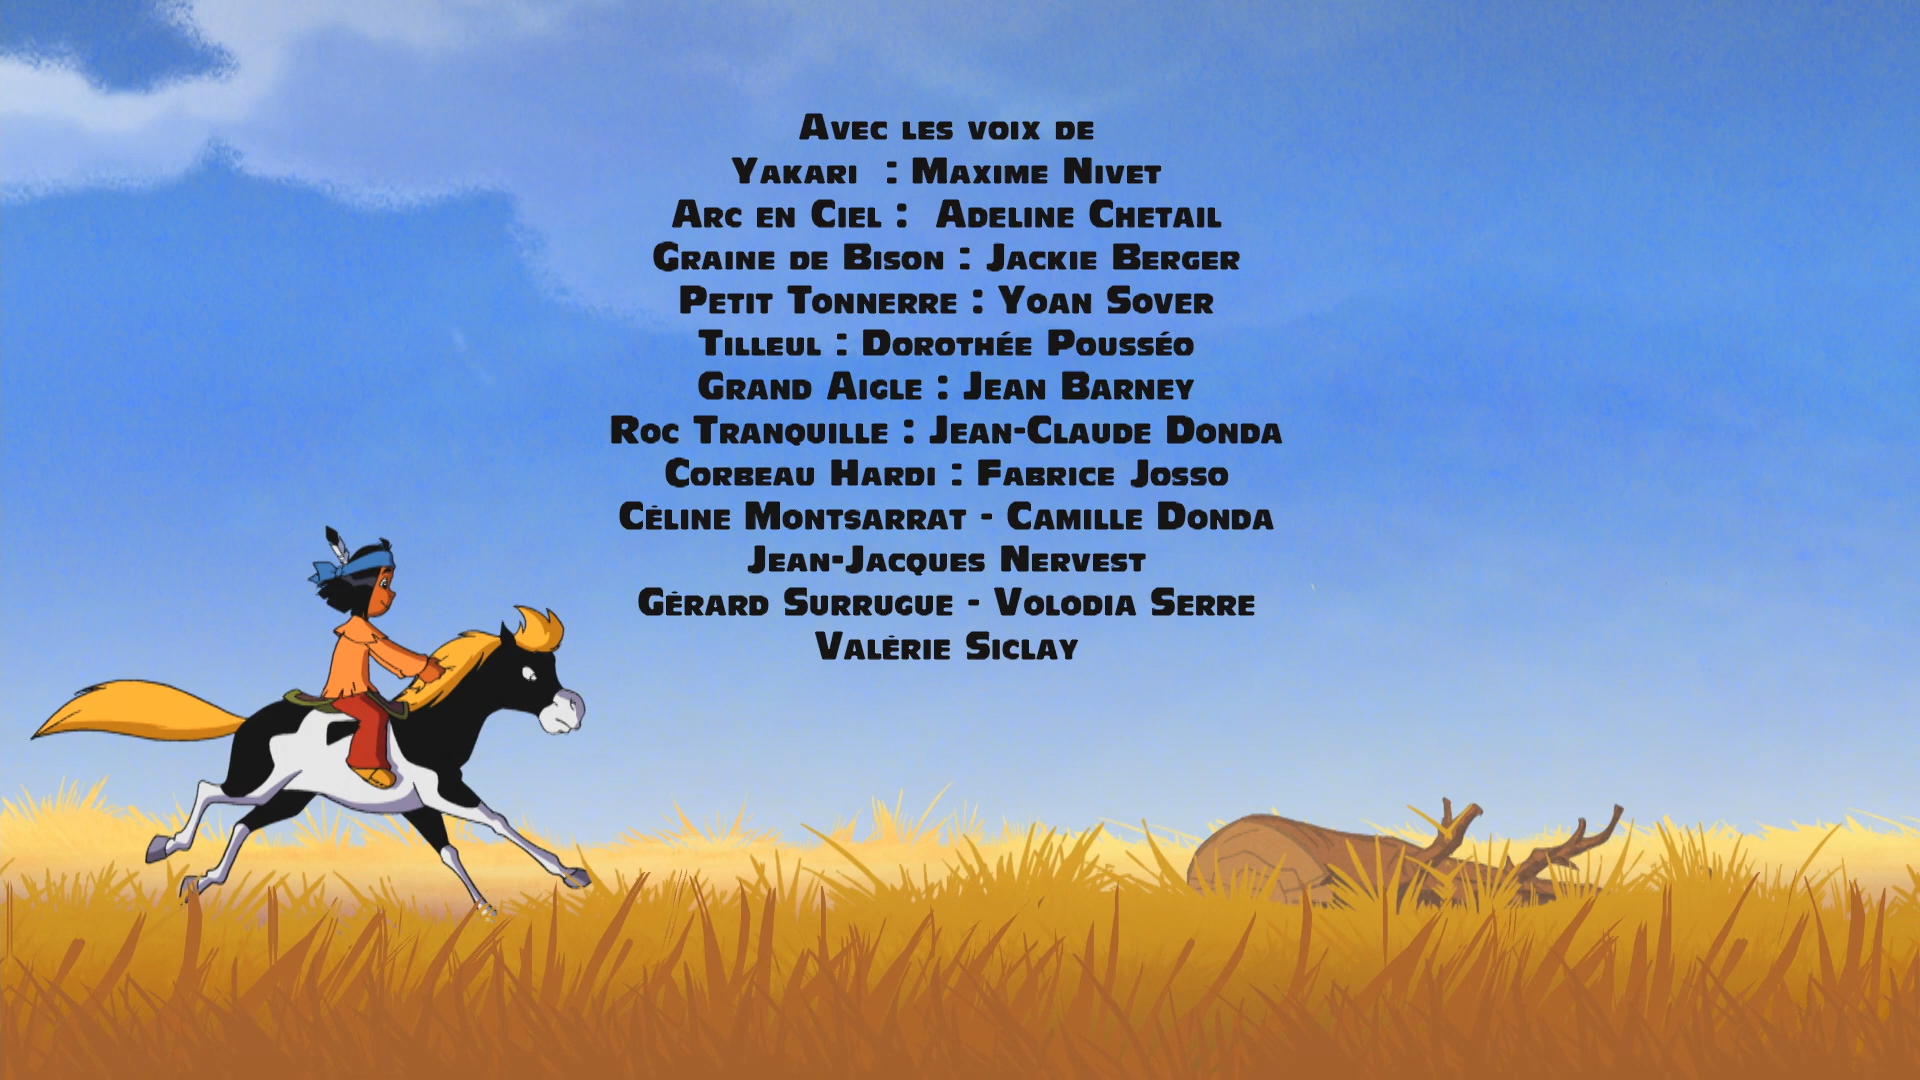 Avec les voix de
Yakari : Maxime Nivet
Arc en Ciel : Adeline Chetail
Graine de Bison : Jackie Berger
Petit Tonnerre : Yoan Sover
Tilleul : Dorothée Pousséo
Grand Aigle : Jean Barney
Roc Tranquille : Jean-Claude Donda
Corbeau Hardi : Fabrice Josso
Céline Montsarrat - Camille Donda
Jean-Jacques Nervest
Gérard Surrugue - Volodia Serre
Valérie Siclay